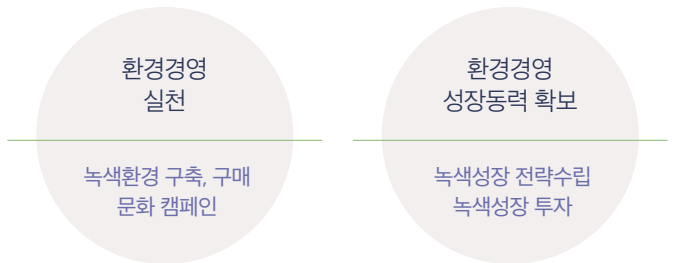 환경경영
실천
녹색환경 구축, 구매
문화 캠페인
환경경영
성장동력 확보
녹색성장 전략수립
녹색성장 투자